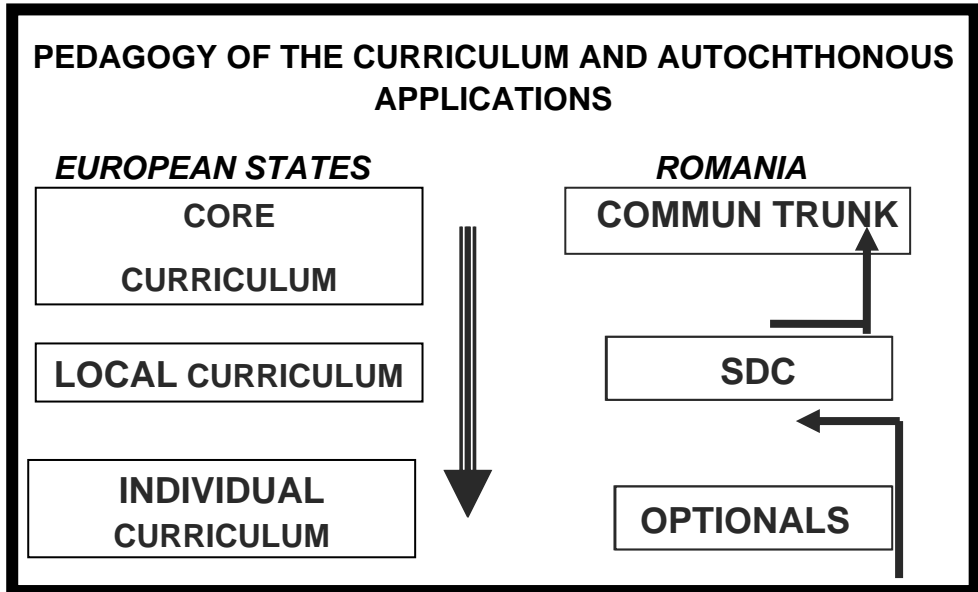 PEDAGOGY OF THE CURRICULUM AND AUTOCHTHONOUS
APPLICATIONS
EUROPEAN STATES
CORE
CURRICULUM
LOCAL CURRICULUM
INDIVIDUAL
CURRICULUM
ROMANIA
COMMUN TRUNK
SDC
OPTIONALS